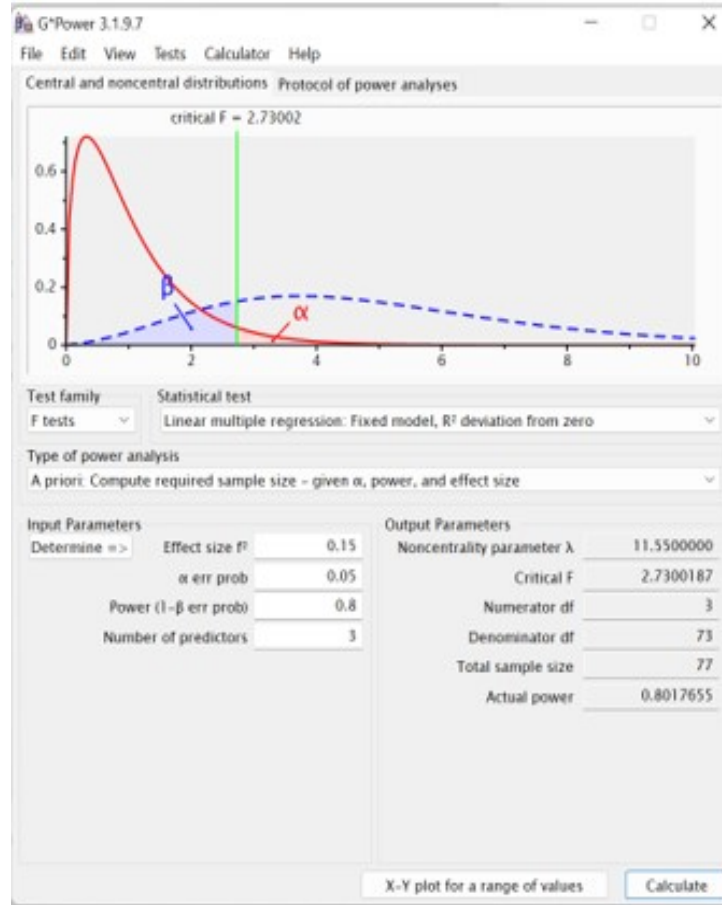 G*Power 3.1.9.7
File Edit View Tests Calculator Help
Central and noncentral distributions Protocol of power analyses
critical F = 2.73002
0.6
0.4
0.2
0
β
α
0 2 4 6 8 10
Test family Statistical test
F tests Linear multiple regression: Fixed model, R² deviation from zero
Type of power analysis
A priori: Compute required sample size - given α, power, and effect size
Input Parameters Output Parameters
Determine => Effect size f² 0.15 Noncentrality parameter λ 11.5500000
α err prob 0.05 Critical F 2.7300187
Power (1-β err prob) 0.8 Numerator df 3
Number of predictors 3 Denominator df 73
Total sample size 77
Actual power 0.8017655
X-Y plot for a range of values Calculate